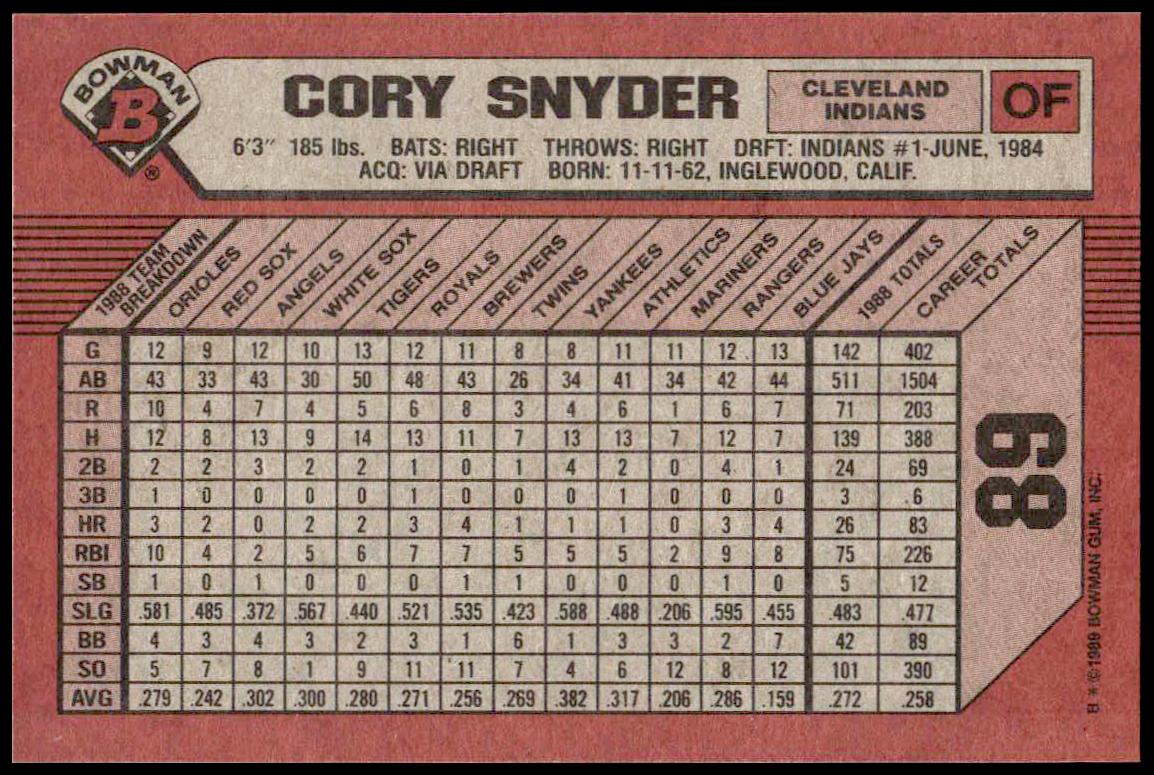 BOWMAN
B
®
CORY SNYDER
CLEVELAND
INDIANS
OF
6'3" 185 lbs. BATS: RIGHT THROWS: RIGHT DRFT: INDIANS #1-JUNE, 1984
ACQ: VIA DRAFT BORN: 11-11-62, INGLEWOOD, CALIF.
1988 TEAM BREAKDOWN ORIOLES RED SOX ANGELS WHITE SOX TIGERS ROYALS BREWERS TWINS YANKEES ATHLETICS MARINERS RANGERS BLUE JAYS 1988 TOTALS CAREER TOTALS
G 12 9 12 10 13 12 11 8 8 11 11 12 13 142 402
AB 43 33 43 30 50 48 43 26 34 41 34 42 44 511 1504
R 10 4 7 4 5 6 8 3 4 6 1 6 7 71 203
H 12 8 13 9 14 13 11 7 13 13 7 12 7 139 388
2B 2 2 3 2 2 1 0 1 4 2 0 4 1 24 69
3B 1 0 0 0 0 1 0 0 0 1 0 0 0 3 6
HR 3 2 0 2 2 3 4 1 1 1 0 3 4 26 83
RBI 10 4 2 5 6 7 7 5 5 5 2 9 8 75 226
SB 1 0 1 0 0 0 1 1 0 0 0 1 0 5 12
SLG .581 .485 .372 .567 .440 .521 .535 .423 .588 .488 .206 .595 .455 .483 .477
BB 4 3 4 3 2 3 1 6 1 3 3 2 7 42 89
SO 5 7 8 1 9 11 11 7 4 6 12 8 12 101 390
AVG .279 .242 .302 .300 .280 .271 .256 .269 .382 .317 .206 .286 .159 .272 .258
89
B * ©1989 BOWMAN GUM, INC.